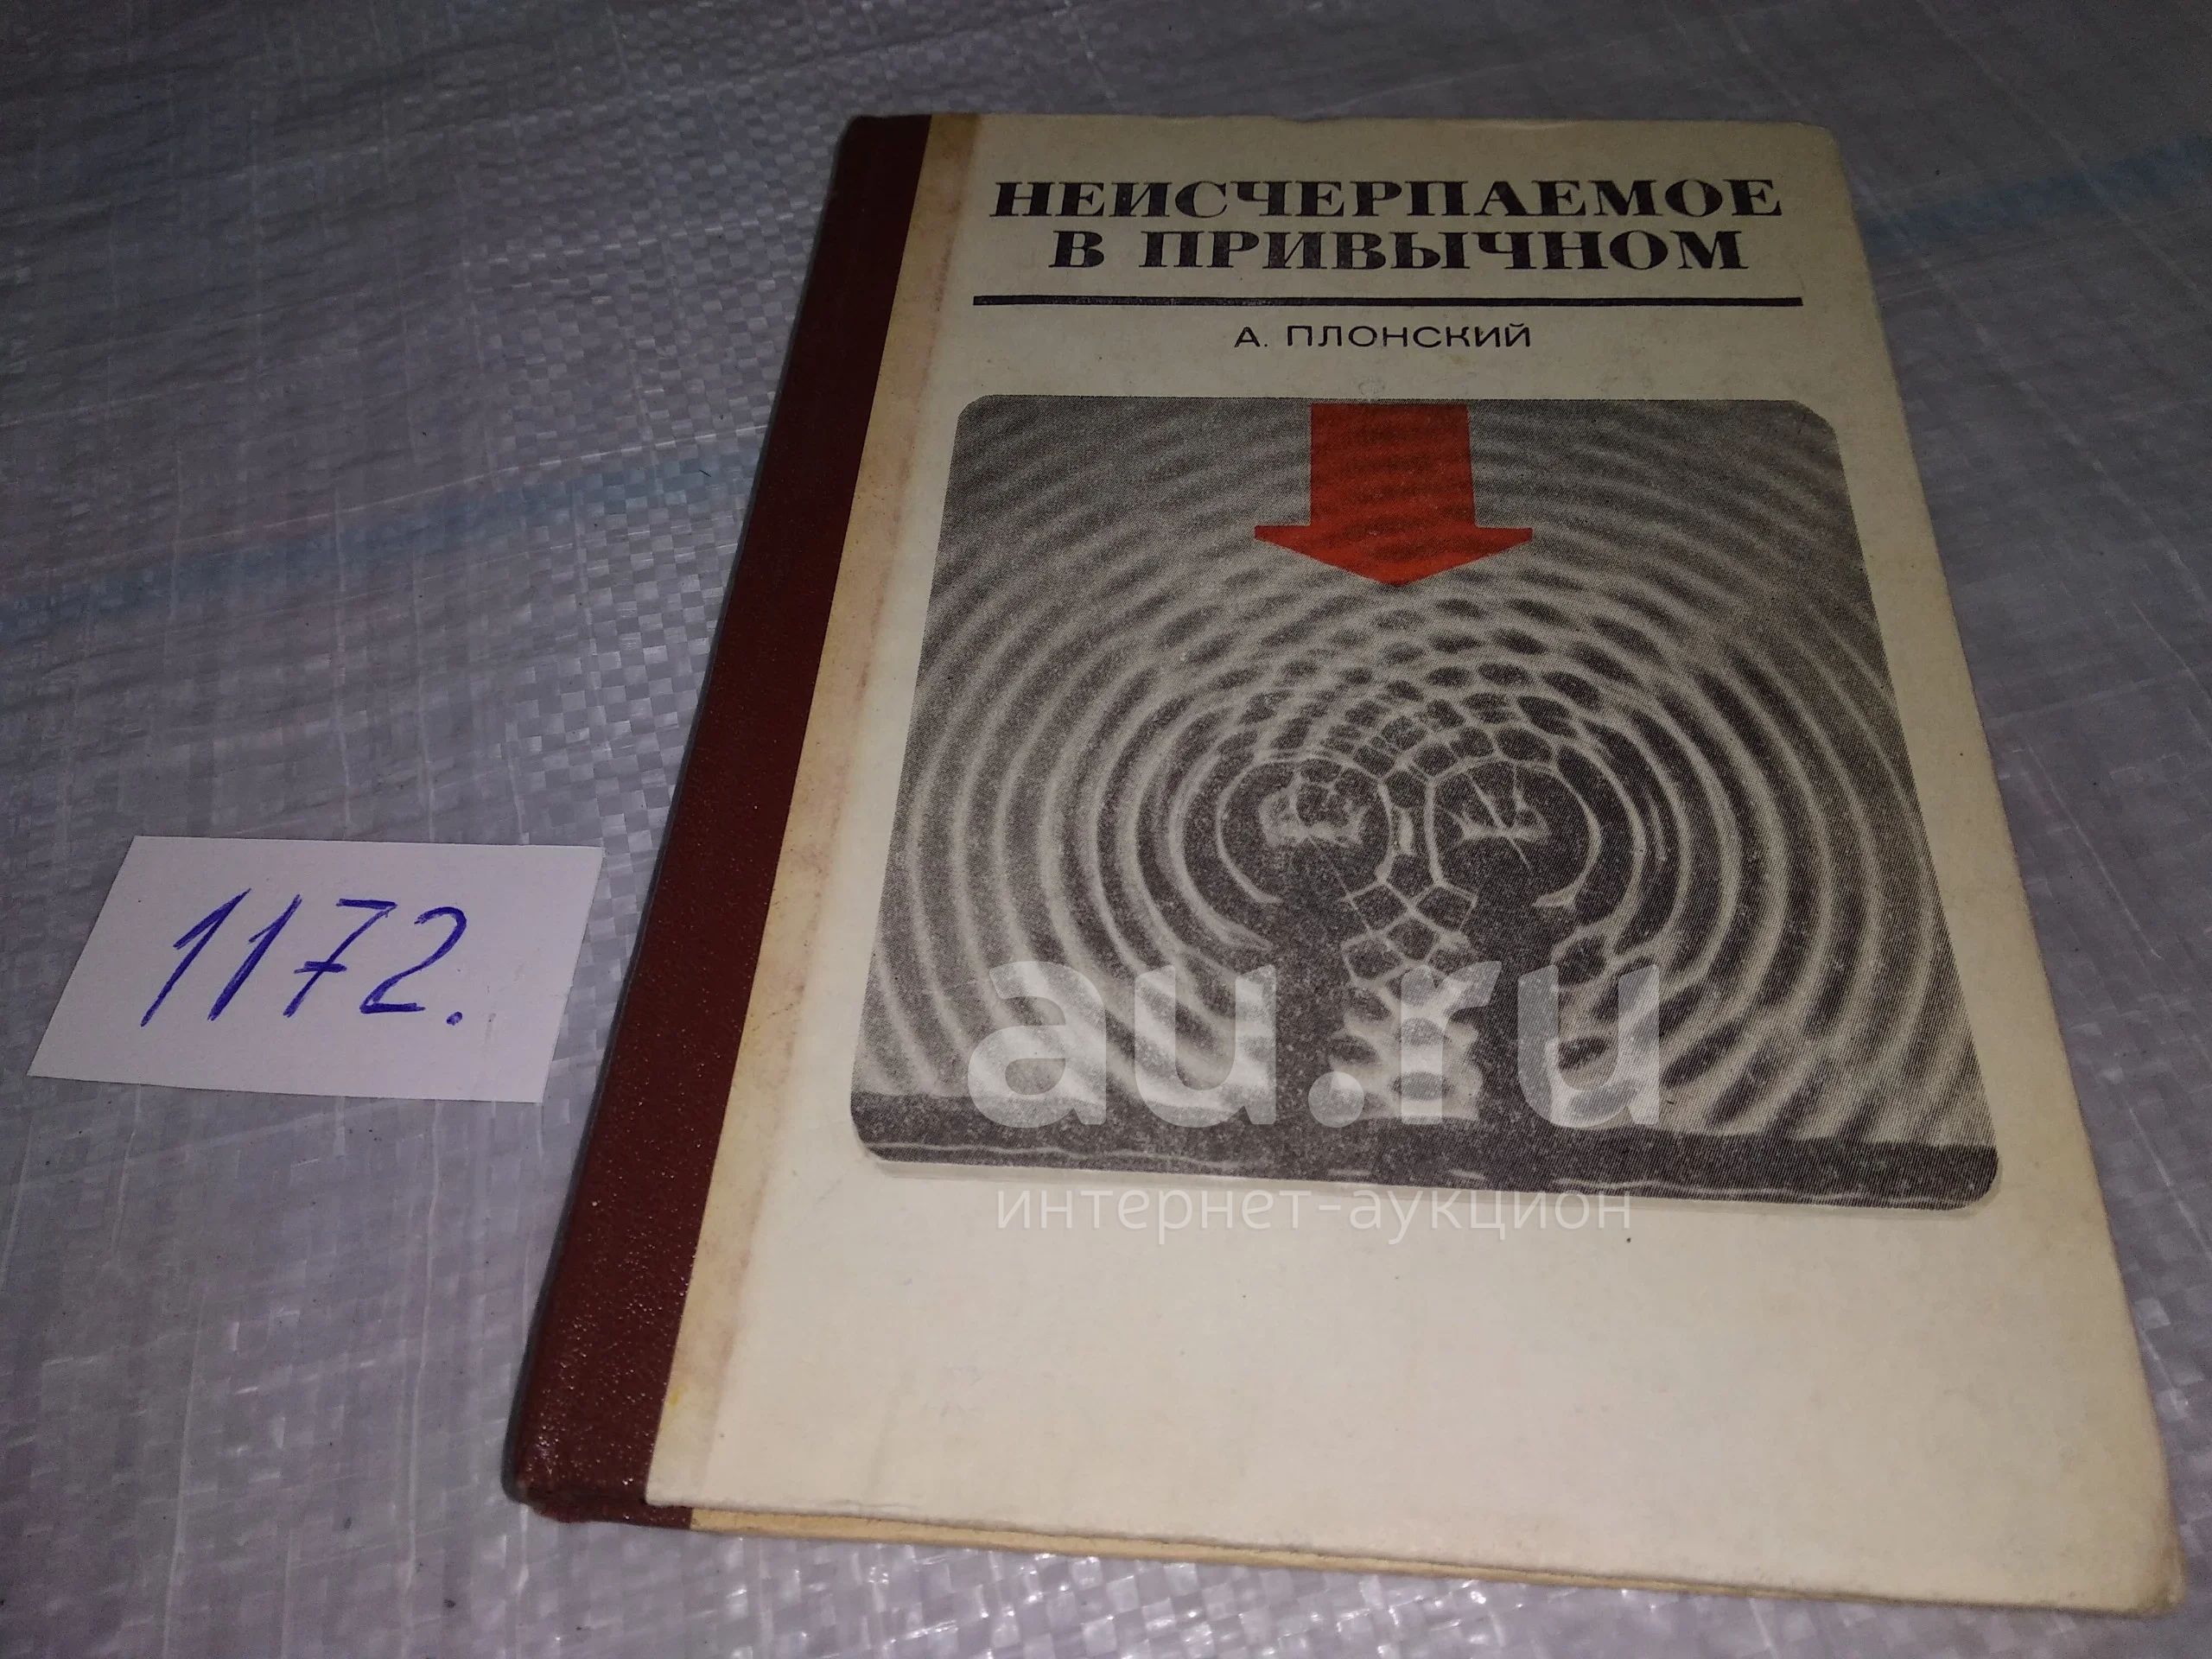 НЕИСЧЕРПАЕМОЕ
В ПРИВЫЧНОМ
А. ПЛОНСКИЙ
1172.
au.ru
интернет-аукцион